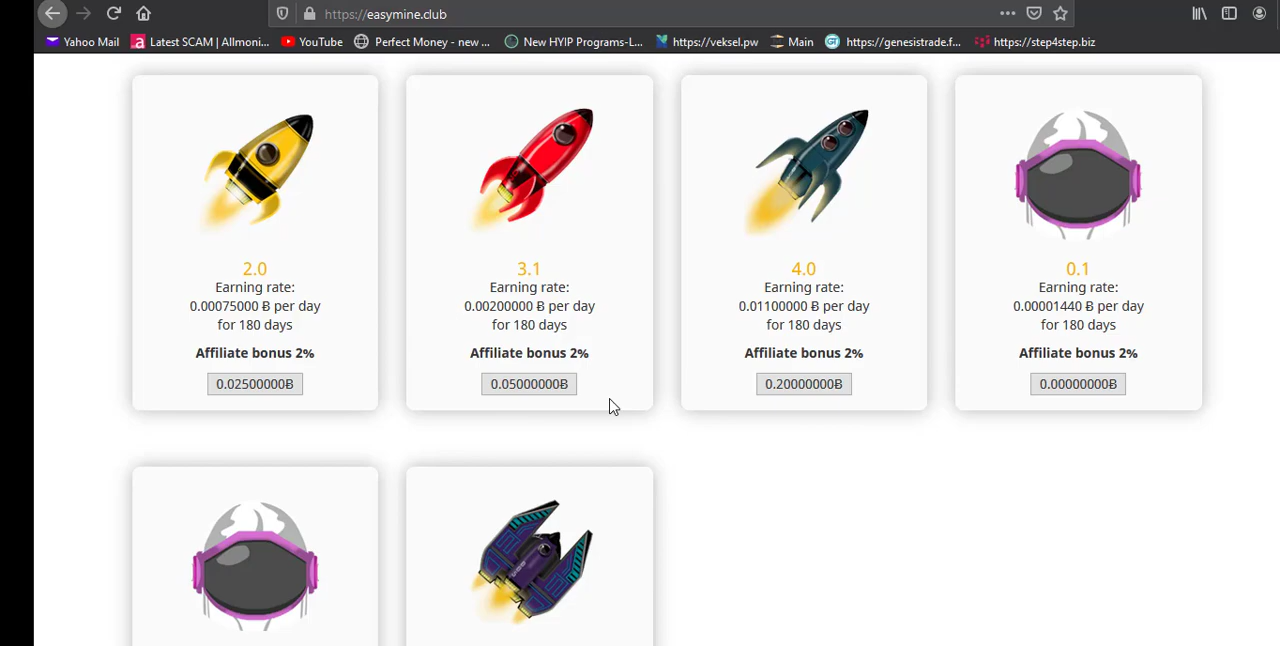 https://easymine.club
Yahoo Mail
Latest SCAM | Allmoni...
YouTube
Perfect Money - new ...
New HYIP Programs-L...
https://veksel.pw
Main
GT
https://genesistrade.f...
https://step4step.biz
2.0
Earning rate:
0.00075000 Ƀ per day
for 180 days
Affiliate bonus 2%
0.02500000Ƀ
3.1
Earning rate:
0.00200000 Ƀ per day
for 180 days
Affiliate bonus 2%
0.05000000Ƀ
4.0
Earning rate:
0.01100000 Ƀ per day
for 180 days
Affiliate bonus 2%
0.20000000Ƀ
0.1
Earning rate:
0.00001440 Ƀ per day
for 180 days
Affiliate bonus 2%
0.00000000Ƀ